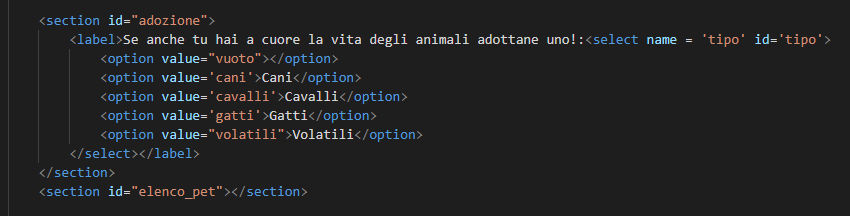 <section id="adozione">
<label>Se anche tu hai a cuore la vita degli animali adottane uno!:<select name = 'tipo' id='tipo'>
<option value="vuoto"></option>
<option value='cani'>Cani</option>
<option value='cavalli'>Cavalli</option>
<option value='gatti'>Gatti</option>
<option value="volatili">Volatili</option>
</select></label>
</section>
<section id="elenco_pet"></section>